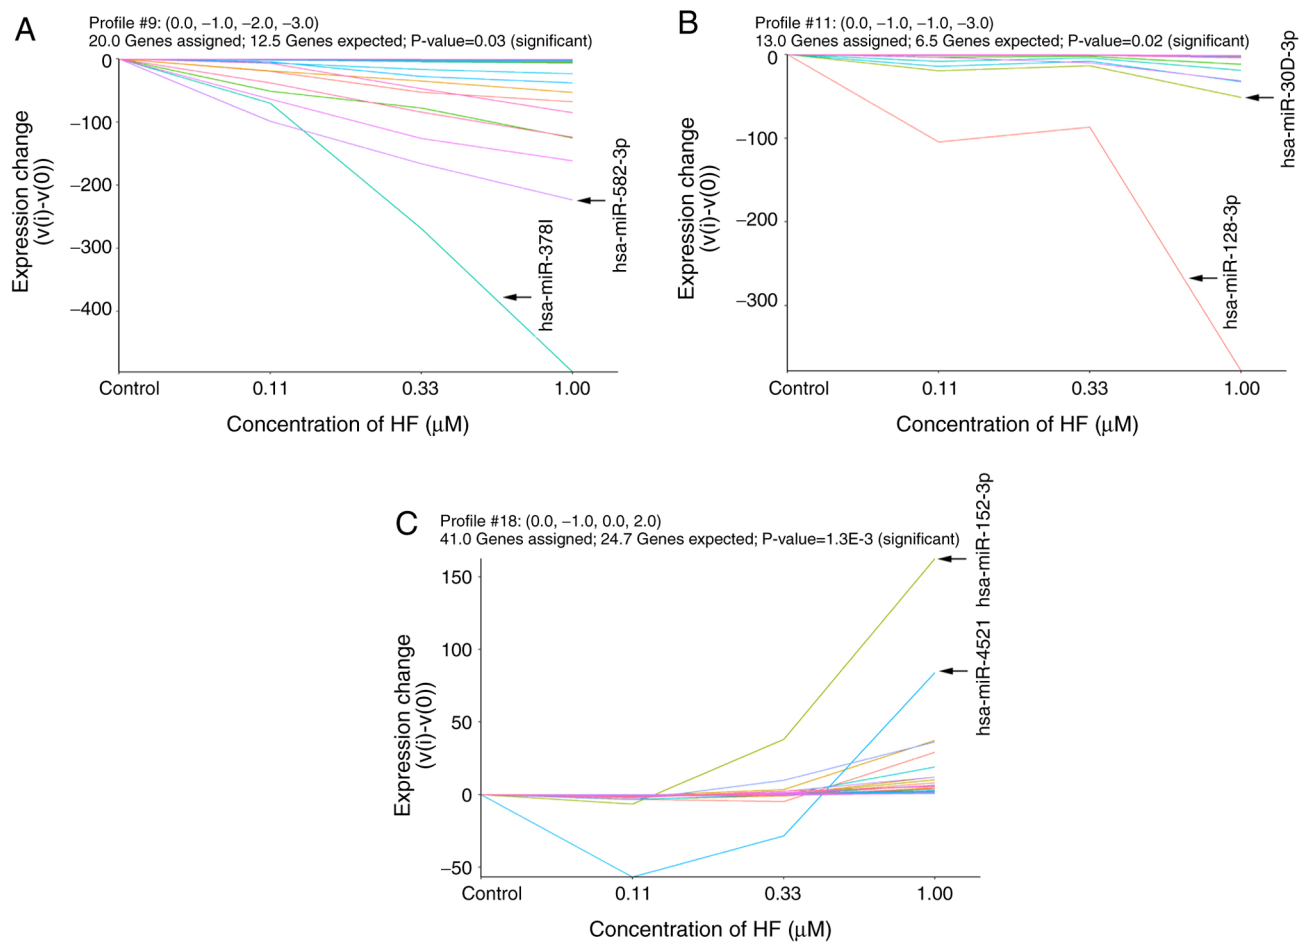 A
Profile #9: (0.0, −1.0, −2.0, −3.0)
20.0 Genes assigned; 12.5 Genes expected; P-value=0.03 (significant)
0
−100
−200
−300
−400
Expression change
(v(i)-v(0))
hsa-miR-378I
hsa-miR-582-3p
Control
0.11
0.33
1.00
Concentration of HF (μM)
B
Profile #11: (0.0, −1.0, −1.0, −3.0)
13.0 Genes assigned; 6.5 Genes expected; P-value=0.02 (significant)
0
−100
−200
−300
Expression change
(v(i)-v(0))
hsa-miR-128-3p
hsa-miR-30D-3p
Control
0.11
0.33
1.00
Concentration of HF (μM)
C
Profile #18: (0.0, −1.0, 0.0, 2.0)
41.0 Genes assigned; 24.7 Genes expected; P-value=1.3E-3 (significant)
150
100
50
0
−50
Expression change
(v(i)-v(0))
hsa-miR-152-3p
hsa-miR-4521
Control
0.11
0.33
1.00
Concentration of HF (μM)